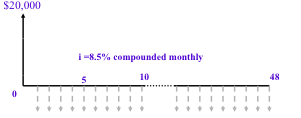 $20,000
i =8.5% compounded monthly
5 10 48
0